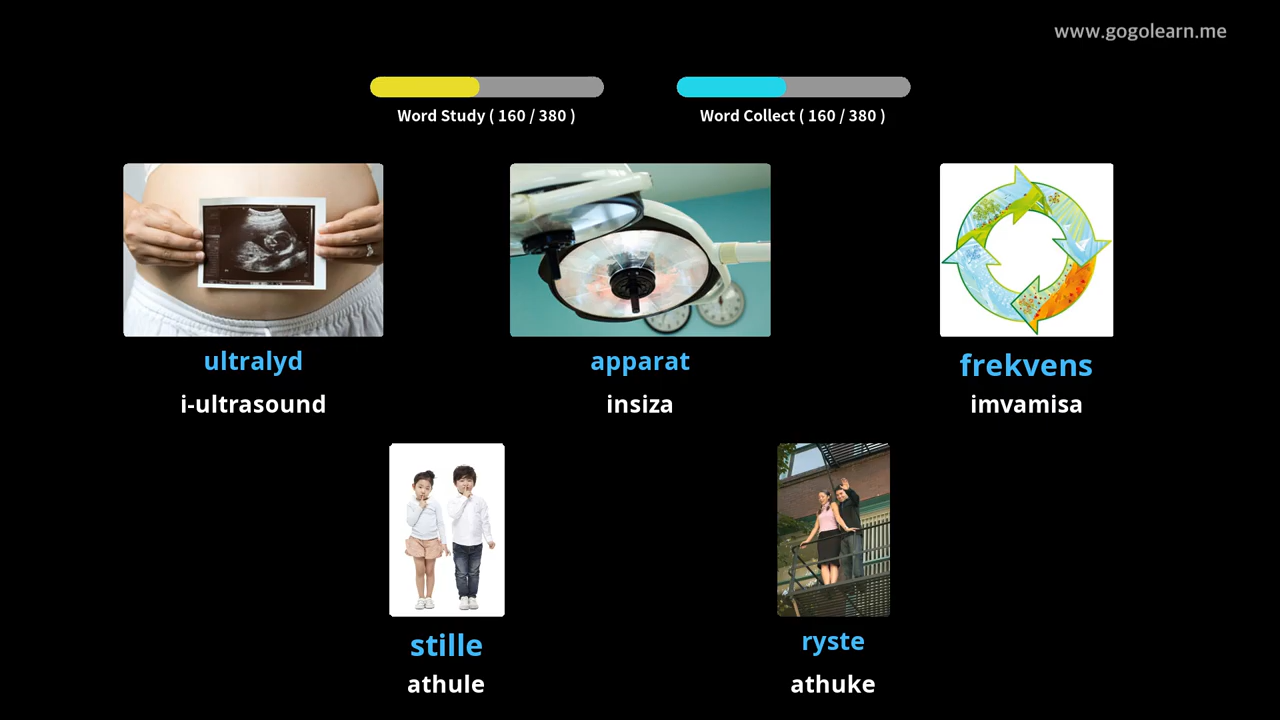 www.gogolearn.me
Word Study ( 160 / 380 )
Word Collect ( 160 / 380 )
ultralyd
i-ultrasound
apparat
insiza
frekvens
imvamisa
stille
athule
ryste
athuke